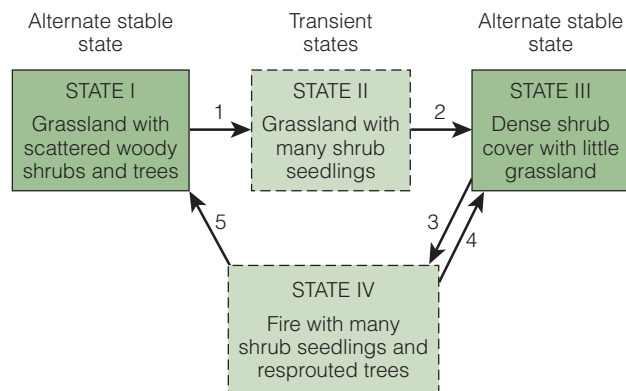 Alternate stable
state
Transient
states
Alternate stable
state
STATE I
Grassland with
scattered woody
shrubs and trees
1
STATE II
Grassland with
many shrub
seedlings
2
STATE III
Dense shrub
cover with little
grassland
5
3
4
STATE IV
Fire with many
shrub seedlings and
resprouted trees